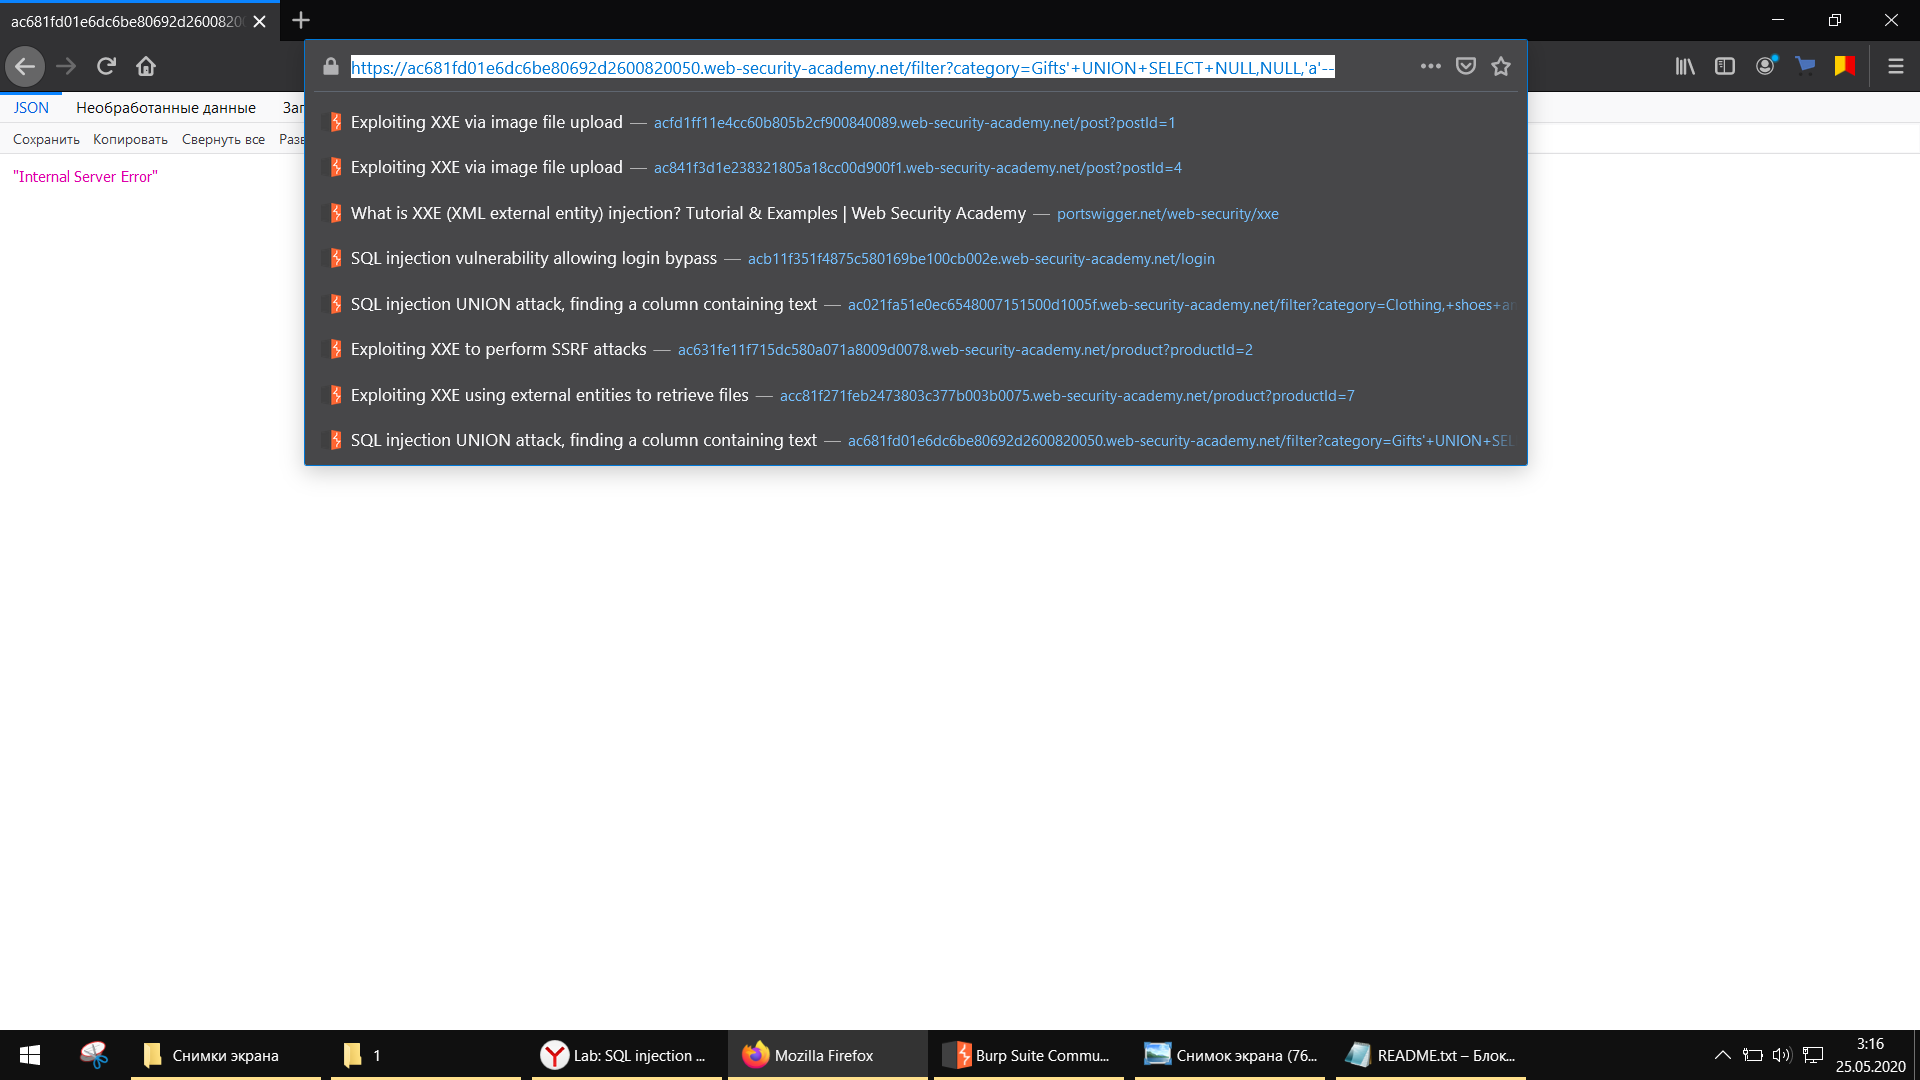 ac681fd01e6dc6be80692d26008200
https://ac681fd01e6dc6be80692d2600820050.web-security-academy.net/filter?category=Gifts'+UNION+SELECT+NULL,NULL,'a'--
JSON Необработанные данные Заг
Сохранить Копировать Свернуть все Разв
"Internal Server Error"
Exploiting XXE via image file upload — acfd1ff11e4cc60b805b2cf900840089.web-security-academy.net/post?postId=1
Exploiting XXE via image file upload — ac841f3d1e238321805a18cc00d900f1.web-security-academy.net/post?postId=4
What is XXE (XML external entity) injection? Tutorial & Examples | Web Security Academy — portswigger.net/web-security/xxe
SQL injection vulnerability allowing login bypass — acb11f351f4875c580169be100cb002e.web-security-academy.net/login
SQL injection UNION attack, finding a column containing text — ac021fa51e0ec6548007151500d1005f.web-security-academy.net/filter?category=Clothing,+shoes+an
Exploiting XXE to perform SSRF attacks — ac631fe11f715dc580a071a8009d0078.web-security-academy.net/product?productId=2
Exploiting XXE using external entities to retrieve files — acc81f271feb2473803c377b003b0075.web-security-academy.net/product?productId=7
SQL injection UNION attack, finding a column containing text — ac681fd01e6dc6be80692d2600820050.web-security-academy.net/filter?category=Gifts'+UNION+SEL
Снимки экрана 1 Lab: SQL injection ... Mozilla Firefox Burp Suite Commu... Снимок экрана (76... README.txt – Блок...
3:16
25.05.2020